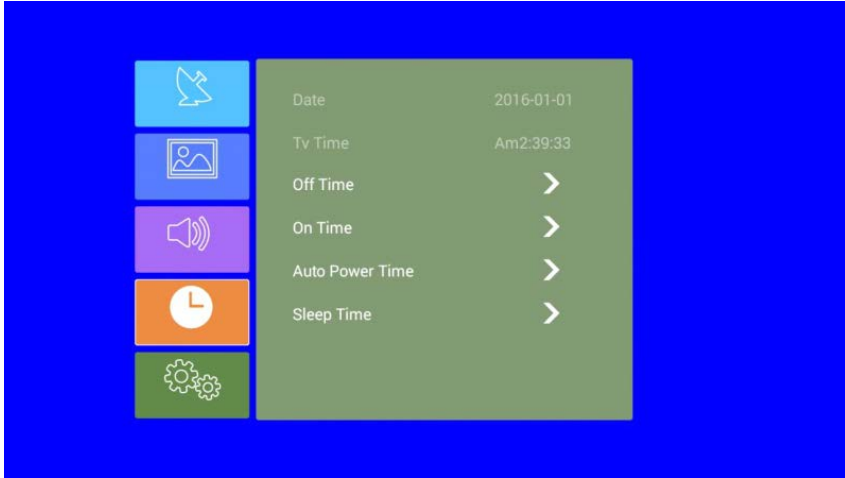 Date 2016-01-01
Tv Time Am2:39:33
Off Time
On Time
Auto Power Time
Sleep Time